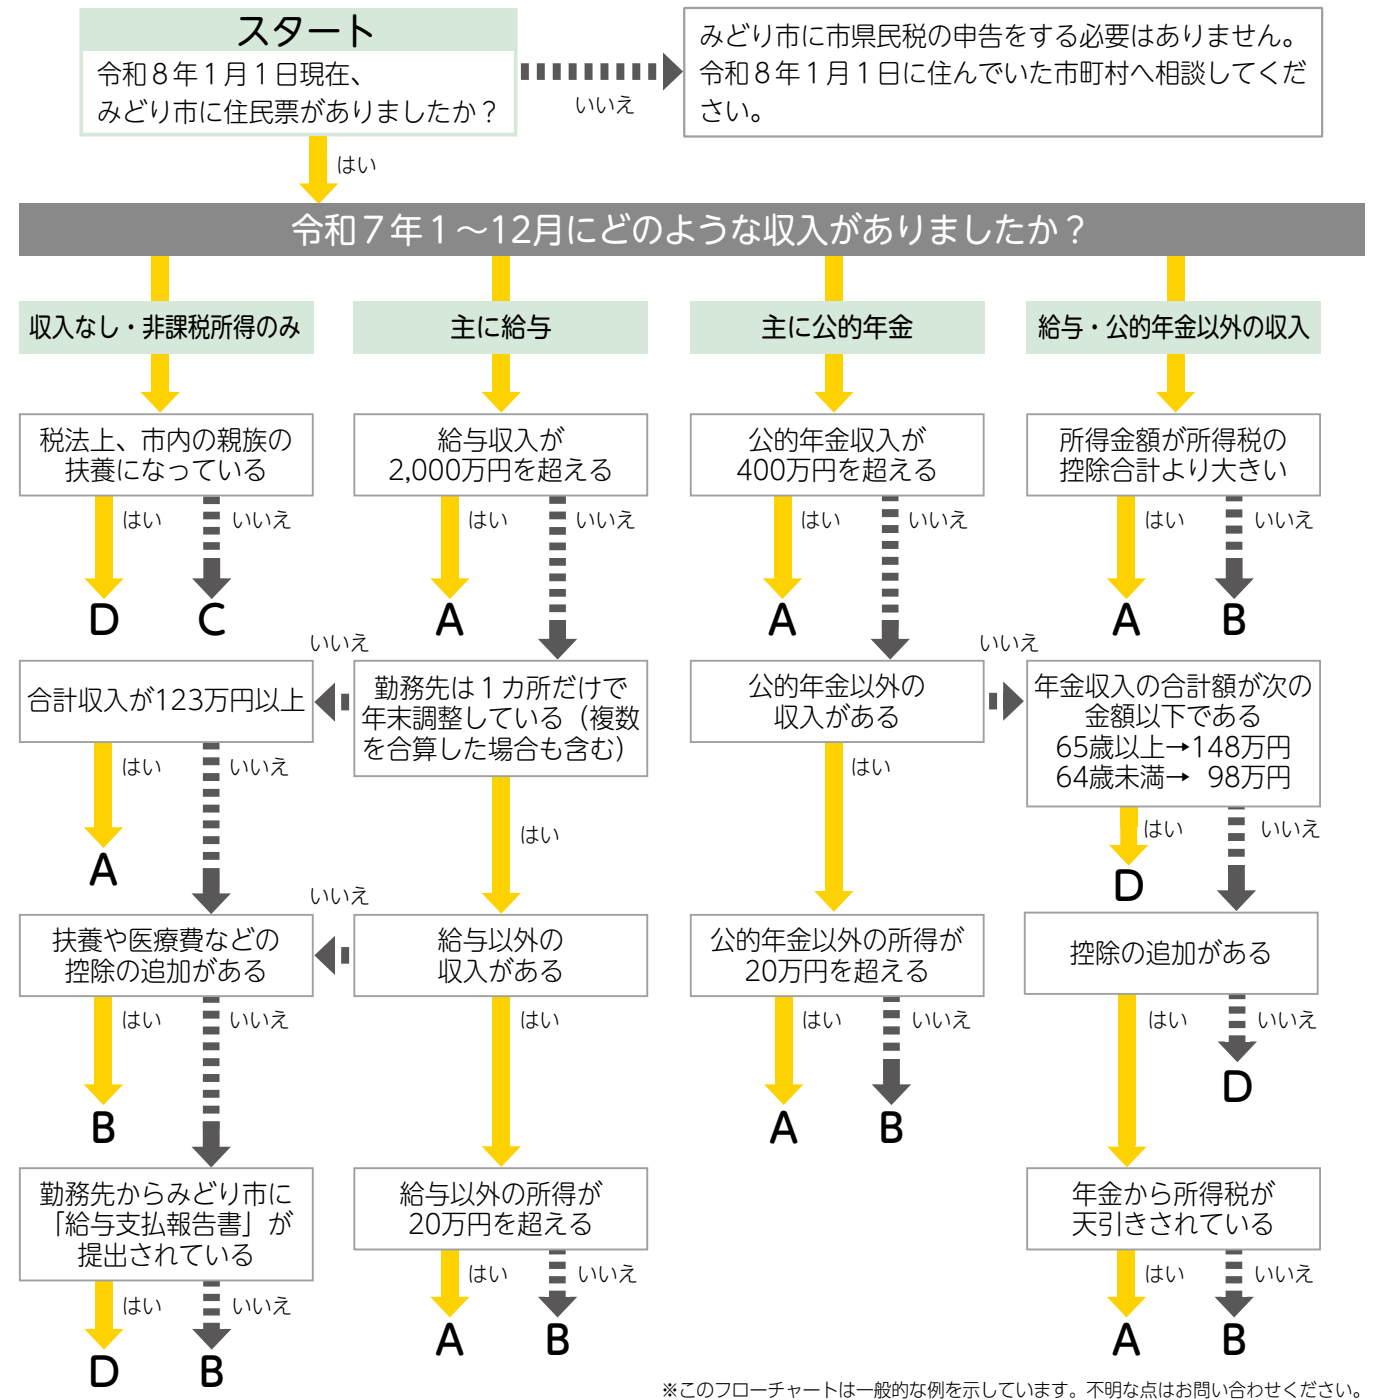 スタート
令和８年１月１日現在、
みどり市に住民票がありましたか？
いいえ
みどり市に市県民税の申告をする必要はありません。
令和８年１月１日に住んでいた市町村へ相談してくだ
さい。
はい
令和７年１～12月にどのような収入がありましたか？
収入なし・非課税所得のみ
主に給与
主に公的年金
給与・公的年金以外の収入
税法上、市内の親族の
扶養になっている
はい
いいえ
D
C
給与収入が
2,000万円を超える
はい
いいえ
A
公的年金収入が
400万円を超える
はい
いいえ
A
所得金額が所得税の
控除合計より大きい
はい
いいえ
A
B
いいえ
合計収入が123万円以上
はい
いいえ
A
勤務先は１カ所だけで
年末調整している（複数
を合算した場合も含む）
はい
公的年金以外の
収入がある
はい
いいえ
年金収入の合計額が次の
金額以下である
65歳以上→148万円
64歳未満→ 98万円
はい
いいえ
D
いいえ
扶養や医療費などの
控除の追加がある
はい
いいえ
B
給与以外の
収入がある
はい
公的年金以外の所得が
20万円を超える
はい
いいえ
A
B
控除の追加がある
はい
いいえ
D
勤務先からみどり市に
「給与支払報告書」が
提出されている
はい
いいえ
D
B
給与以外の所得が
20万円を超える
はい
いいえ
A
B
年金から所得税が
天引きされている
はい
いいえ
A
B
※このフローチャートは一般的な例を示しています。不明な点はお問い合わせください。